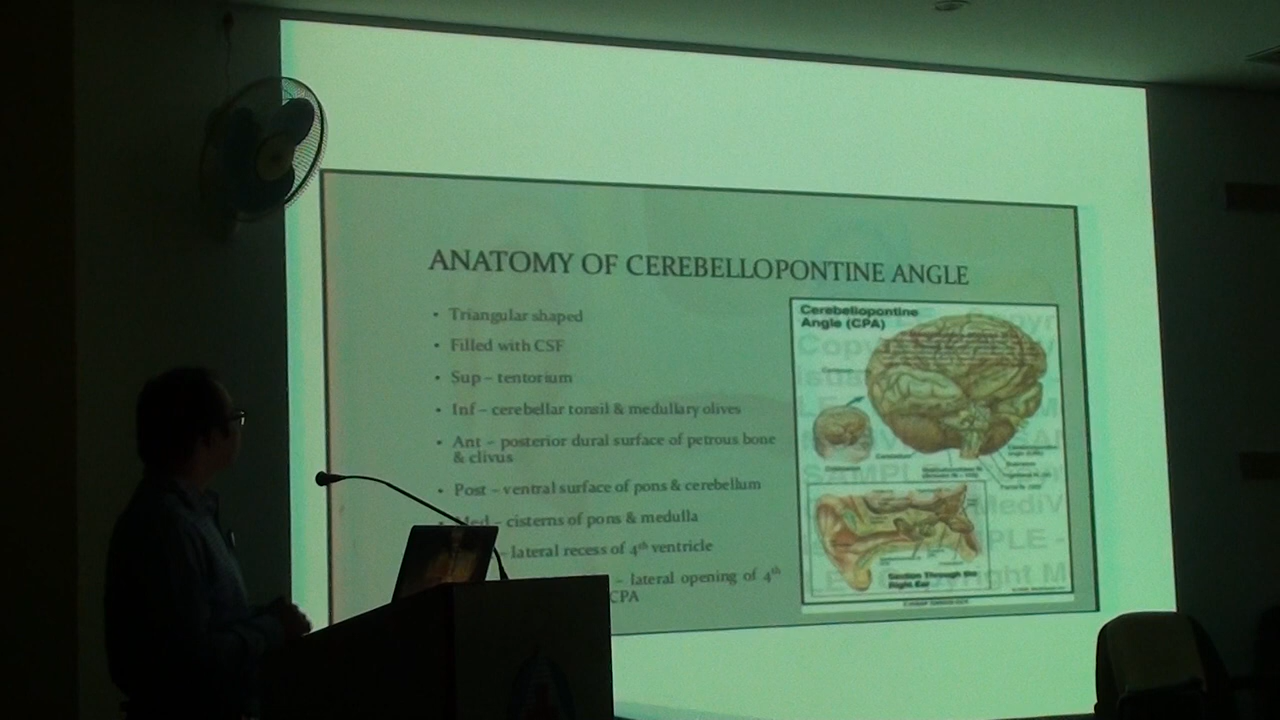 ANATOMY OF CEREBELLOPONTINE ANGLE
• Triangular shaped
• Filled with CSF
• Sup – tentorium
• Inf – cerebellar tonsil & medullary olives
• Ant – posterior dural surface of petrous bone
& clivus
• Post – ventral surface of pons & cerebellum
Med – cisterns of pons & medulla
– lateral recess of 4th ventricle
– lateral opening of 4th
CPA
Cerebellopontine
Angle (CPA)
Section Through the
Right Ear